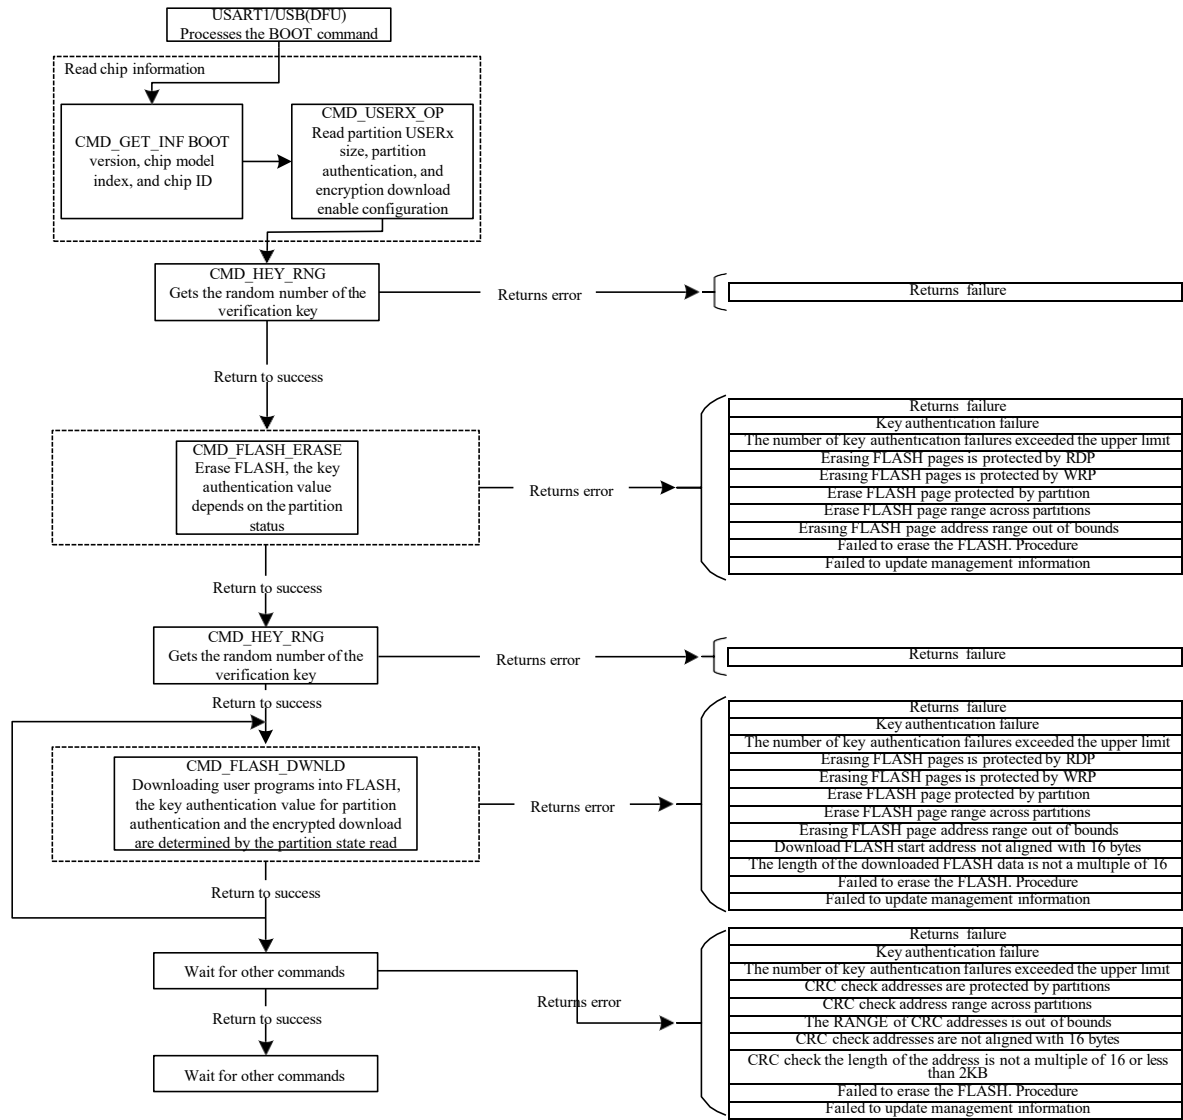 USART1/USB(DFU)
Processes the BOOT command
Read chip information
CMD_GET_INF BOOT
version, chip model
index, and chip ID
CMD_USERX_OP
Read partition USERx
size, partition
authentication, and
encryption download
enable configuration
CMD_HEY_RNG
Gets the random number of the
verification key
Returns error
Returns failure
Return to success
CMD_FLASH_ERASE
Erase FLASH, the key
authentication value
depends on the partition
status
Returns error
Returns failure
Key authentication failure
The number of key authentication failures exceeded the upper limit
Erasing FLASH pages is protected by RDP
Erasing FLASH pages is protected by WRP
Erase FLASH page protected by partition
Erase FLASH page range across partitions
Erasing FLASH page address range out of bounds
Failed to erase the FLASH. Procedure
Failed to update management information
Return to success
CMD_HEY_RNG
Gets the random number of the
verification key
Returns error
Returns failure
Return to success
CMD_FLASH_DWNLD
Downloading user programs into FLASH,
the key authentication value for partition
authentication and the encrypted download
are determined by the partition state read
Returns error
Returns failure
Key authentication failure
The number of key authentication failures exceeded the upper limit
Erasing FLASH pages is protected by RDP
Erasing FLASH pages is protected by WRP
Erase FLASH page protected by partition
Erase FLASH page range across partitions
Erasing FLASH page address range out of bounds
Download FLASH start address not aligned with 16 bytes
The length of the downloaded FLASH data is not a multiple of 16
Failed to erase the FLASH. Procedure
Failed to update management information
Return to success
Wait for other commands
Returns error
Returns failure
Key authentication failure
The number of key authentication failures exceeded the upper limit
CRC check addresses are protected by partitions
CRC check address range across partitions
The RANGE of CRC addresses is out of bounds
CRC check addresses are not aligned with 16 bytes
CRC check the length of the address is not a multiple of 16 or less
than 2KB
Failed to erase the FLASH. Procedure
Failed to update management information
Return to success
Wait for other commands